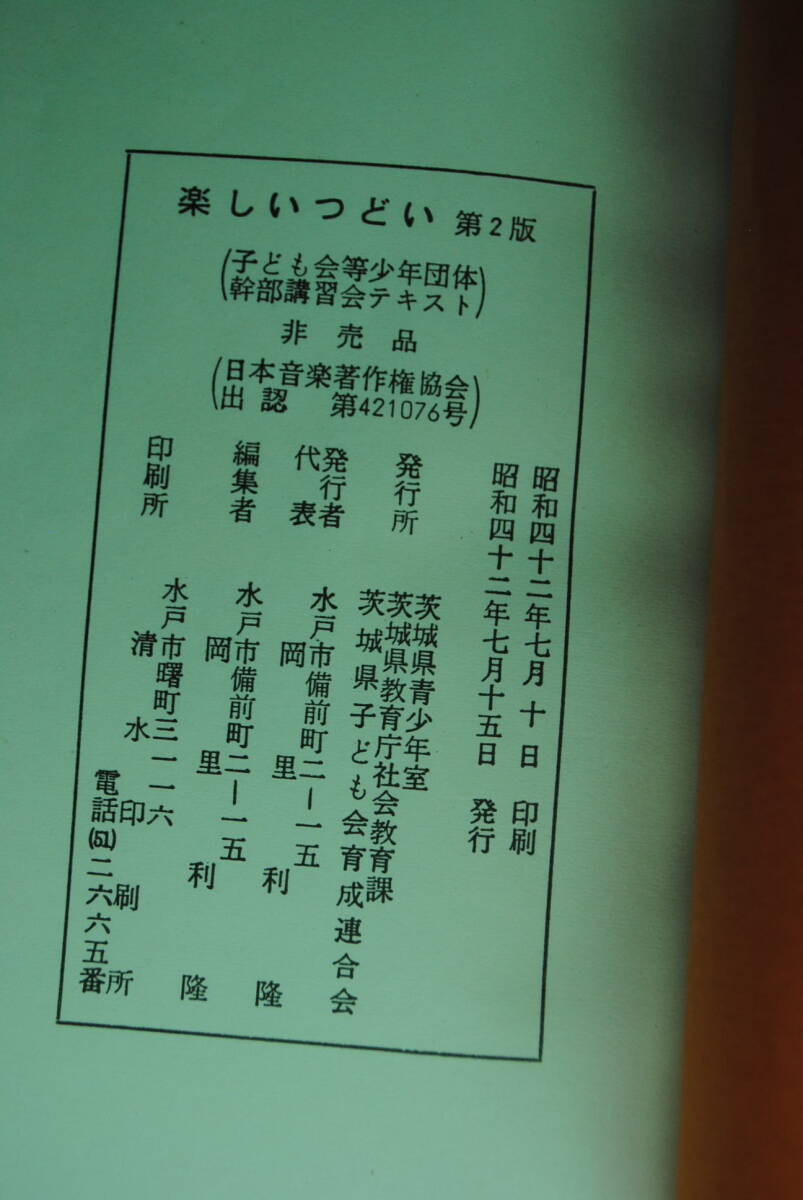 楽しいつどい 第2版
(子ども会等少年団体
幹部講習会テキスト)
非売品
(日本音楽著作権協会
出認 第421076号)
昭和四十二年七月十日 印刷
昭和四十二年七月十五日 発行
発行所
茨城県青少年室
茨城県教育庁社会教育課
茨城県子ども会育成連合会
発行者
代表
水戸市備前町二ー一五
岡里利隆
編集者
水戸市備前町二ー一五
岡里利隆
印刷所
水戸市曙町三ー一六
清水印刷所
電話(51)二六六五番